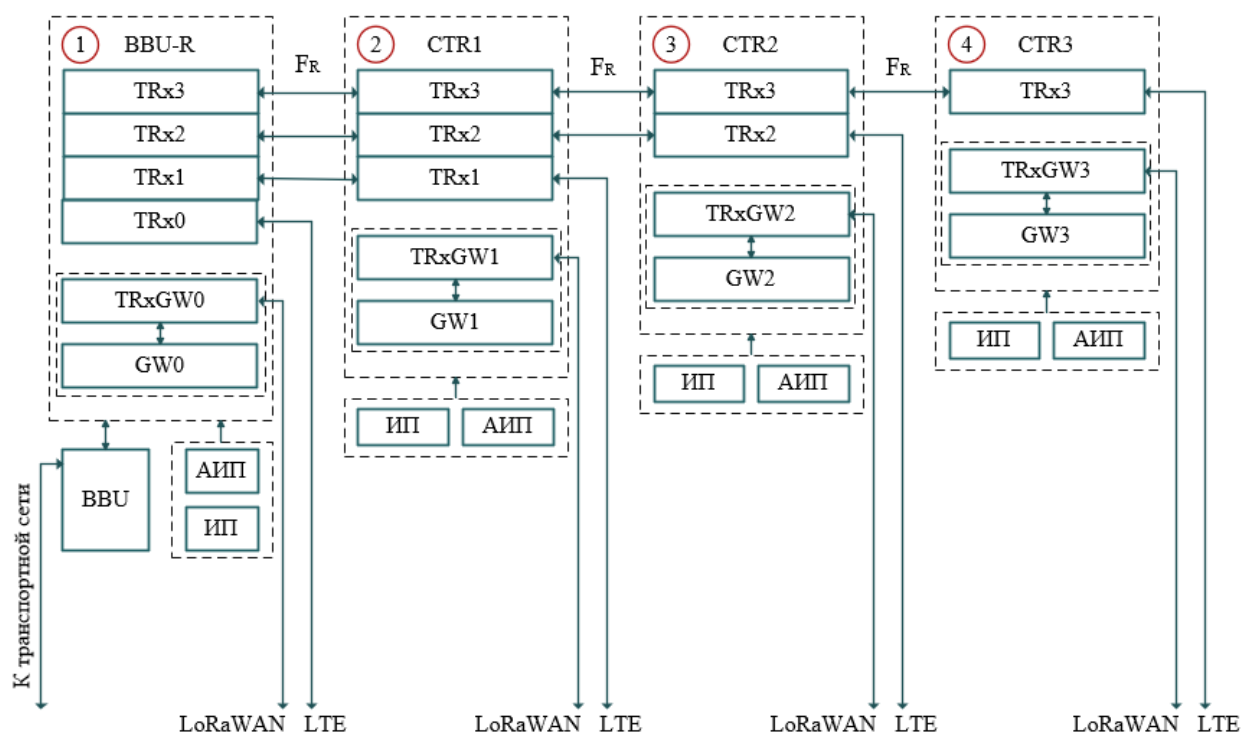 1 BBU-R
TRx3
TRx2
TRx1
TRx0
TRxGW0
GW0
BBU
АИП
ИП
К транспортной сети
LoRaWAN LTE
FR
2 CTR1
TRx3
TRx2
TRx1
TRxGW1
GW1
ИП АИП
LoRaWAN LTE
FR
3 CTR2
TRx3
TRx2
TRxGW2
GW2
ИП АИП
LoRaWAN LTE
FR
4 CTR3
TRx3
TRxGW3
GW3
ИП АИП
LoRaWAN LTE